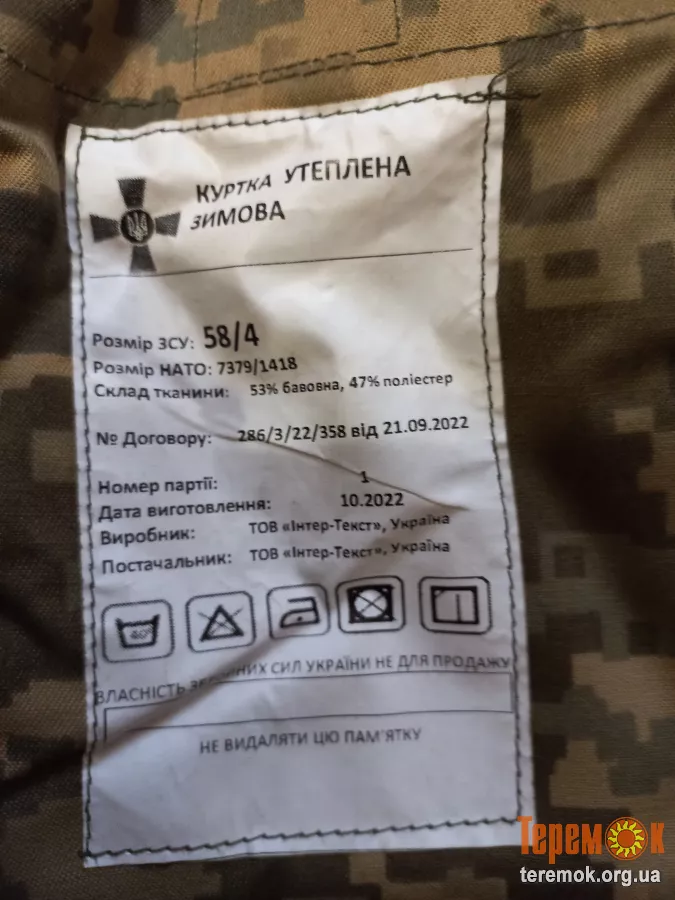 КУРТКА УТЕПЛЕНА
ЗИМОВА
Розмір ЗСУ: 58/4
Розмір НАТО: 7379/1418
Склад тканини: 53% бавовна, 47% поліестер
№ Договору: 286/3/22/358 від 21.09.2022
Номер партії: 1
Дата виготовлення: 10.2022
Виробник: ТОВ «Інтер-Текст», Україна
Постачальник: ТОВ «Інтер-Текст», Україна
40°
ВЛАСНІСТЬ СИЛ УКРАЇНИ НЕ ДЛЯ ПРОДАЖУ
НЕ ВИДАЛЯТИ ЦЮ ПАМ'ЯТКУ
Теремок
teremok.org.ua